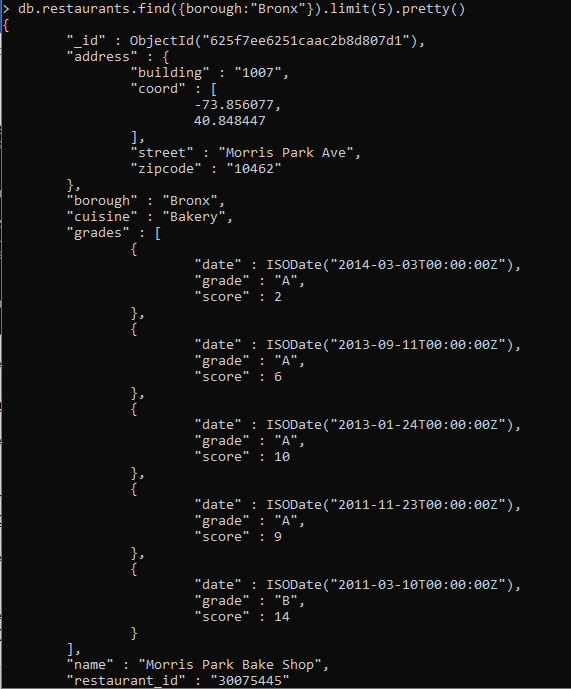 > db.restaurants.find({borough:"Bronx"}).limit(5).pretty()
{
        "_id" : ObjectId("625f7ee6251caac2b8d807d1"),
        "address" : {
                "building" : "1007",
                "coord" : [
                        -73.856077,
                        40.848447
                ],
                "street" : "Morris Park Ave",
                "zipcode" : "10462"
        },
        "borough" : "Bronx",
        "cuisine" : "Bakery",
        "grades" : [
                {
                        "date" : ISODate("2014-03-03T00:00:00Z"),
                        "grade" : "A",
                        "score" : 2
                },
                {
                        "date" : ISODate("2013-09-11T00:00:00Z"),
                        "grade" : "A",
                        "score" : 6
                },
                {
                        "date" : ISODate("2013-01-24T00:00:00Z"),
                        "grade" : "A",
                        "score" : 10
                },
                {
                        "date" : ISODate("2011-11-23T00:00:00Z"),
                        "grade" : "A",
                        "score" : 9
                },
                {
                        "date" : ISODate("2011-03-10T00:00:00Z"),
                        "grade" : "B",
                        "score" : 14
                }
        ],
        "name" : "Morris Park Bake Shop",
        "restaurant_id" : "30075445"